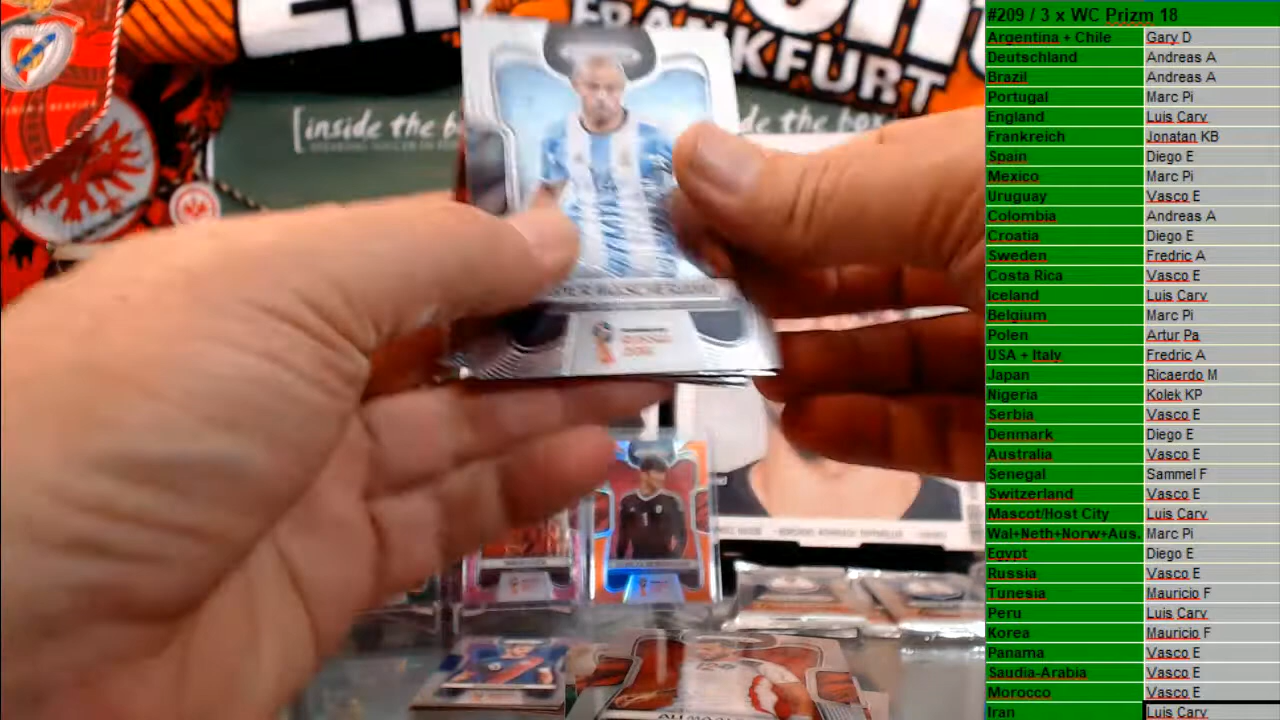 #209 / 3 x WC Prizm 18
Argentina + Chile Gary D
Deutschland Andreas A
Brazil Andreas A
Portugal Marc Pi
England Luis Carv
Frankreich Jonatan KB
Spain Diego E
Mexico Marc Pi
Uruguay Vasco E
Colombia Andreas A
Croatia Diego E
Sweden Fredric A
Costa Rica Vasco E
Iceland Luis Carv
Belgium Marc Pi
Polen Artur Pa
USA + Italy Fredric A
Japan Ricaerdo M
Nigeria Kolek KP
Serbia Vasco E
Denmark Diego E
Australia Vasco E
Senegal Sammel F
Switzerland Vasco E
Mascot/Host City Luis Carv
Wal+Neth+Norw+Aus. Marc Pi
Egypt Diego E
Russia Vasco E
Tunesia Mauricio F
Peru Luis Carv
Korea Mauricio F
Panama Vasco E
Saudia-Arabia Vasco E
Morocco Vasco E
Iran Luis Carv
FRANKFURT
inside the b
de the box
1